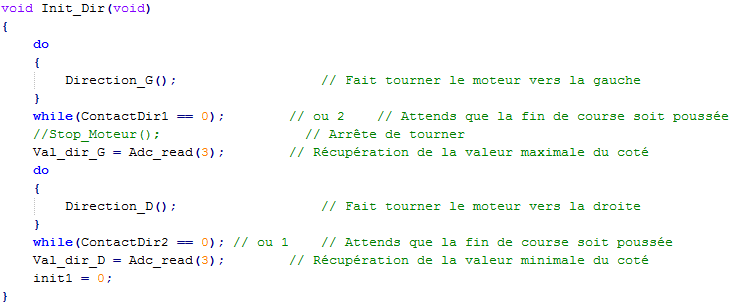 void Init_Dir(void)
{
    do
    {
        Direction_G();                  // Fait tourner le moteur vers la gauche
    }
    while(ContactDir1 == 0);        // ou 2    // Attends que la fin de course soit poussée
    //Stop_Moteur();                  // Arrête de tourner
    Val_dir_G = Adc_read(3);        // Récupération de la valeur maximale du coté
    do
    {
        Direction_D();                  // Fait tourner le moteur vers la droite
    }
    while(ContactDir2 == 0); // ou 1    // Attends que la fin de course soit poussée
    Val_dir_D = Adc_read(3);        // Récupération de la valeur minimale du coté
    init1 = 0;
}